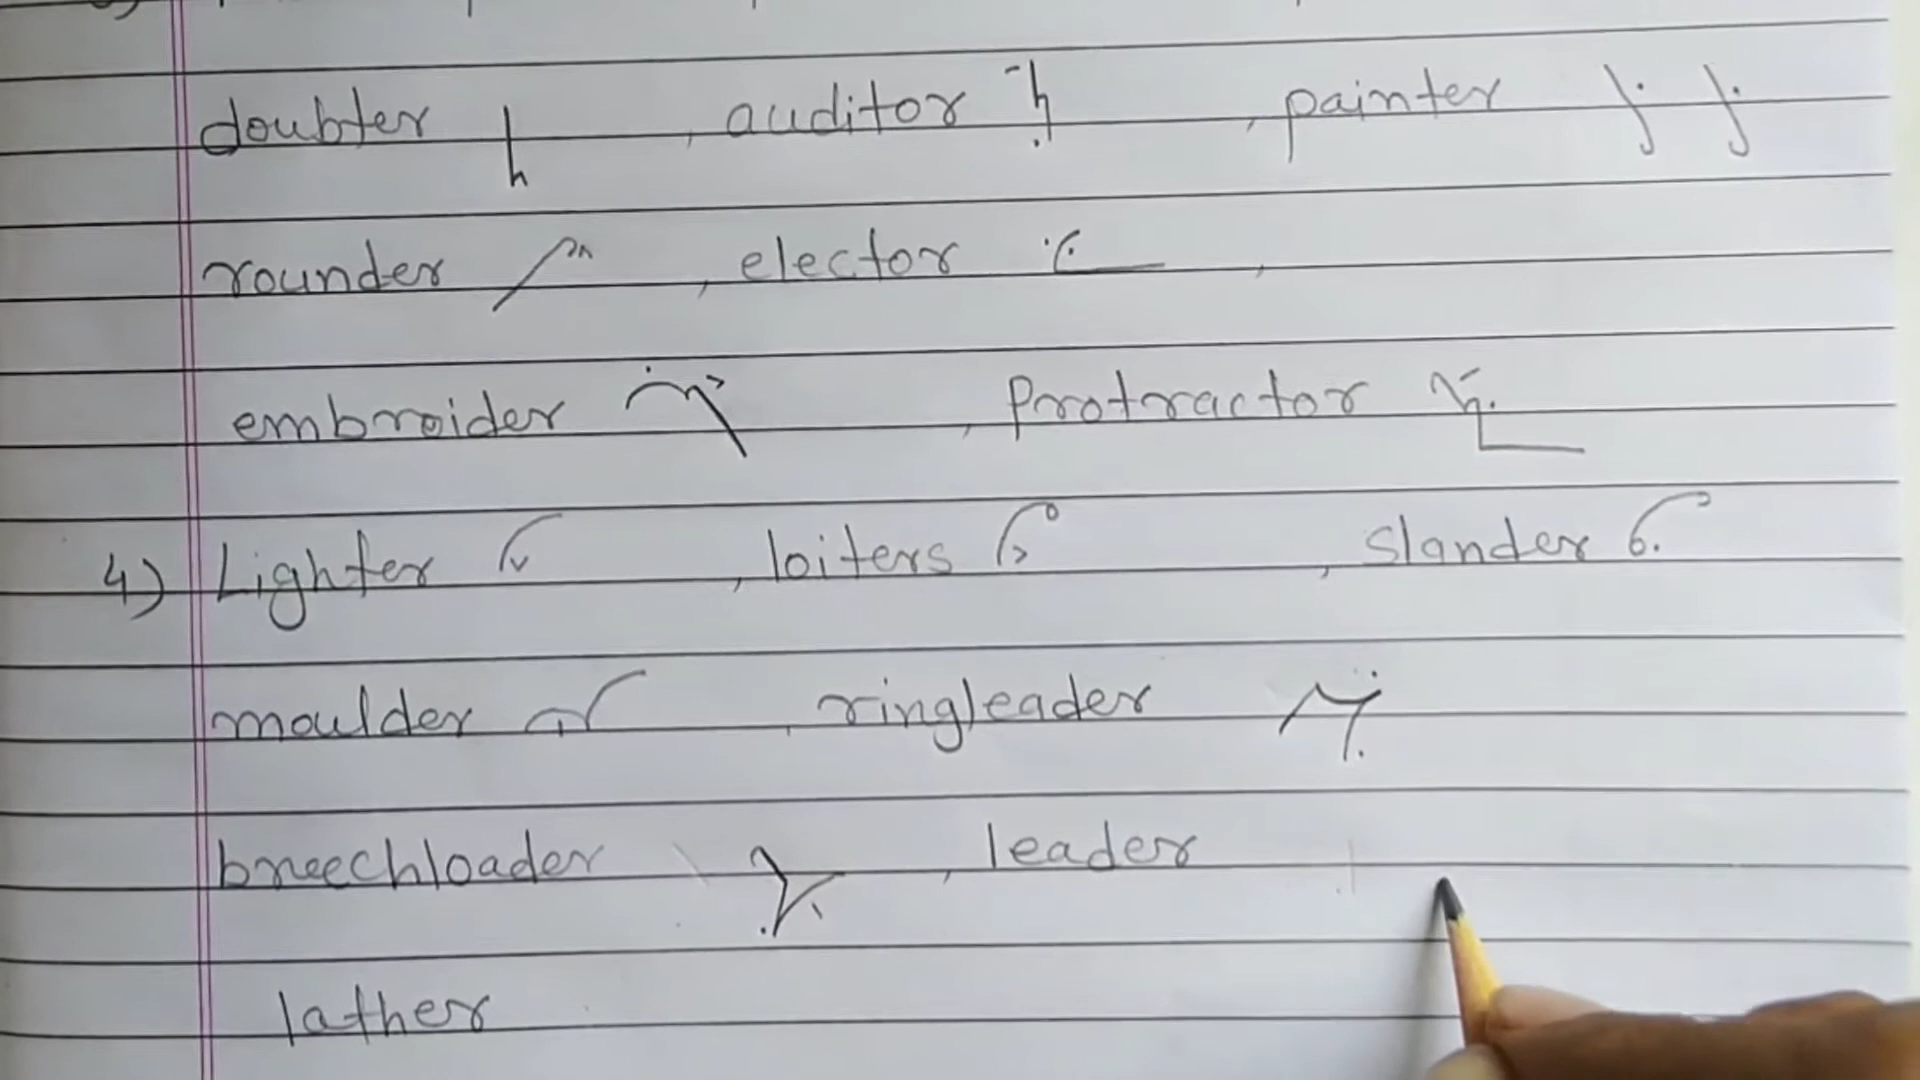 doubter , auditor , painter
rounder , elector ,
embroider , Protractor
4) Lighter , loiters , slander
moulder , ringleader
breechloader , leader
lather